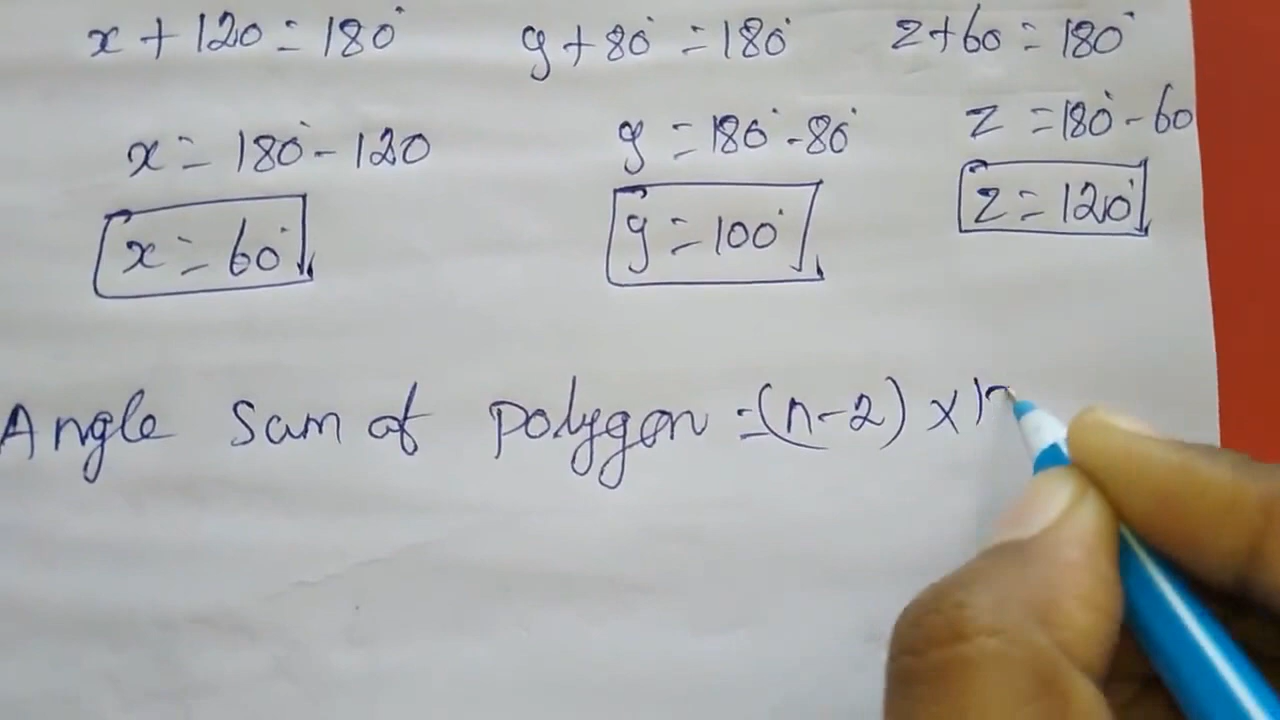 x + 120 = 180° y + 80° = 180° z + 60 = 180°
x = 180° - 120 y = 180° - 80° z = 180° - 60
x = 60° y = 100° z = 120°
Angle Sum of Polygon = (n-2) ×